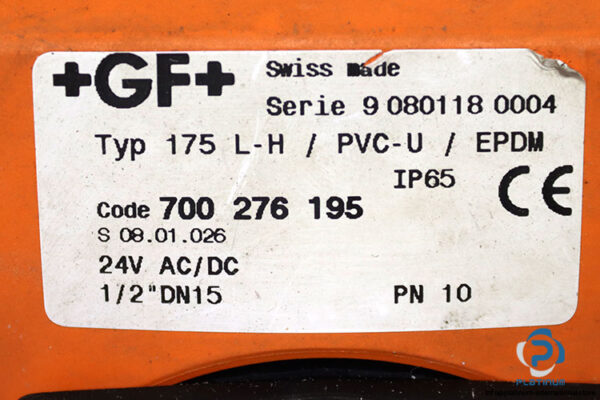 +GF+
Swiss made
Serie 9 080118 0004
Typ 175 L-H / PVC-U / EPDM
IP65
CE
Code 700 276 195
S 08.01.026
24V AC/DC
1/2"DN15
PN 10
PLATINUM